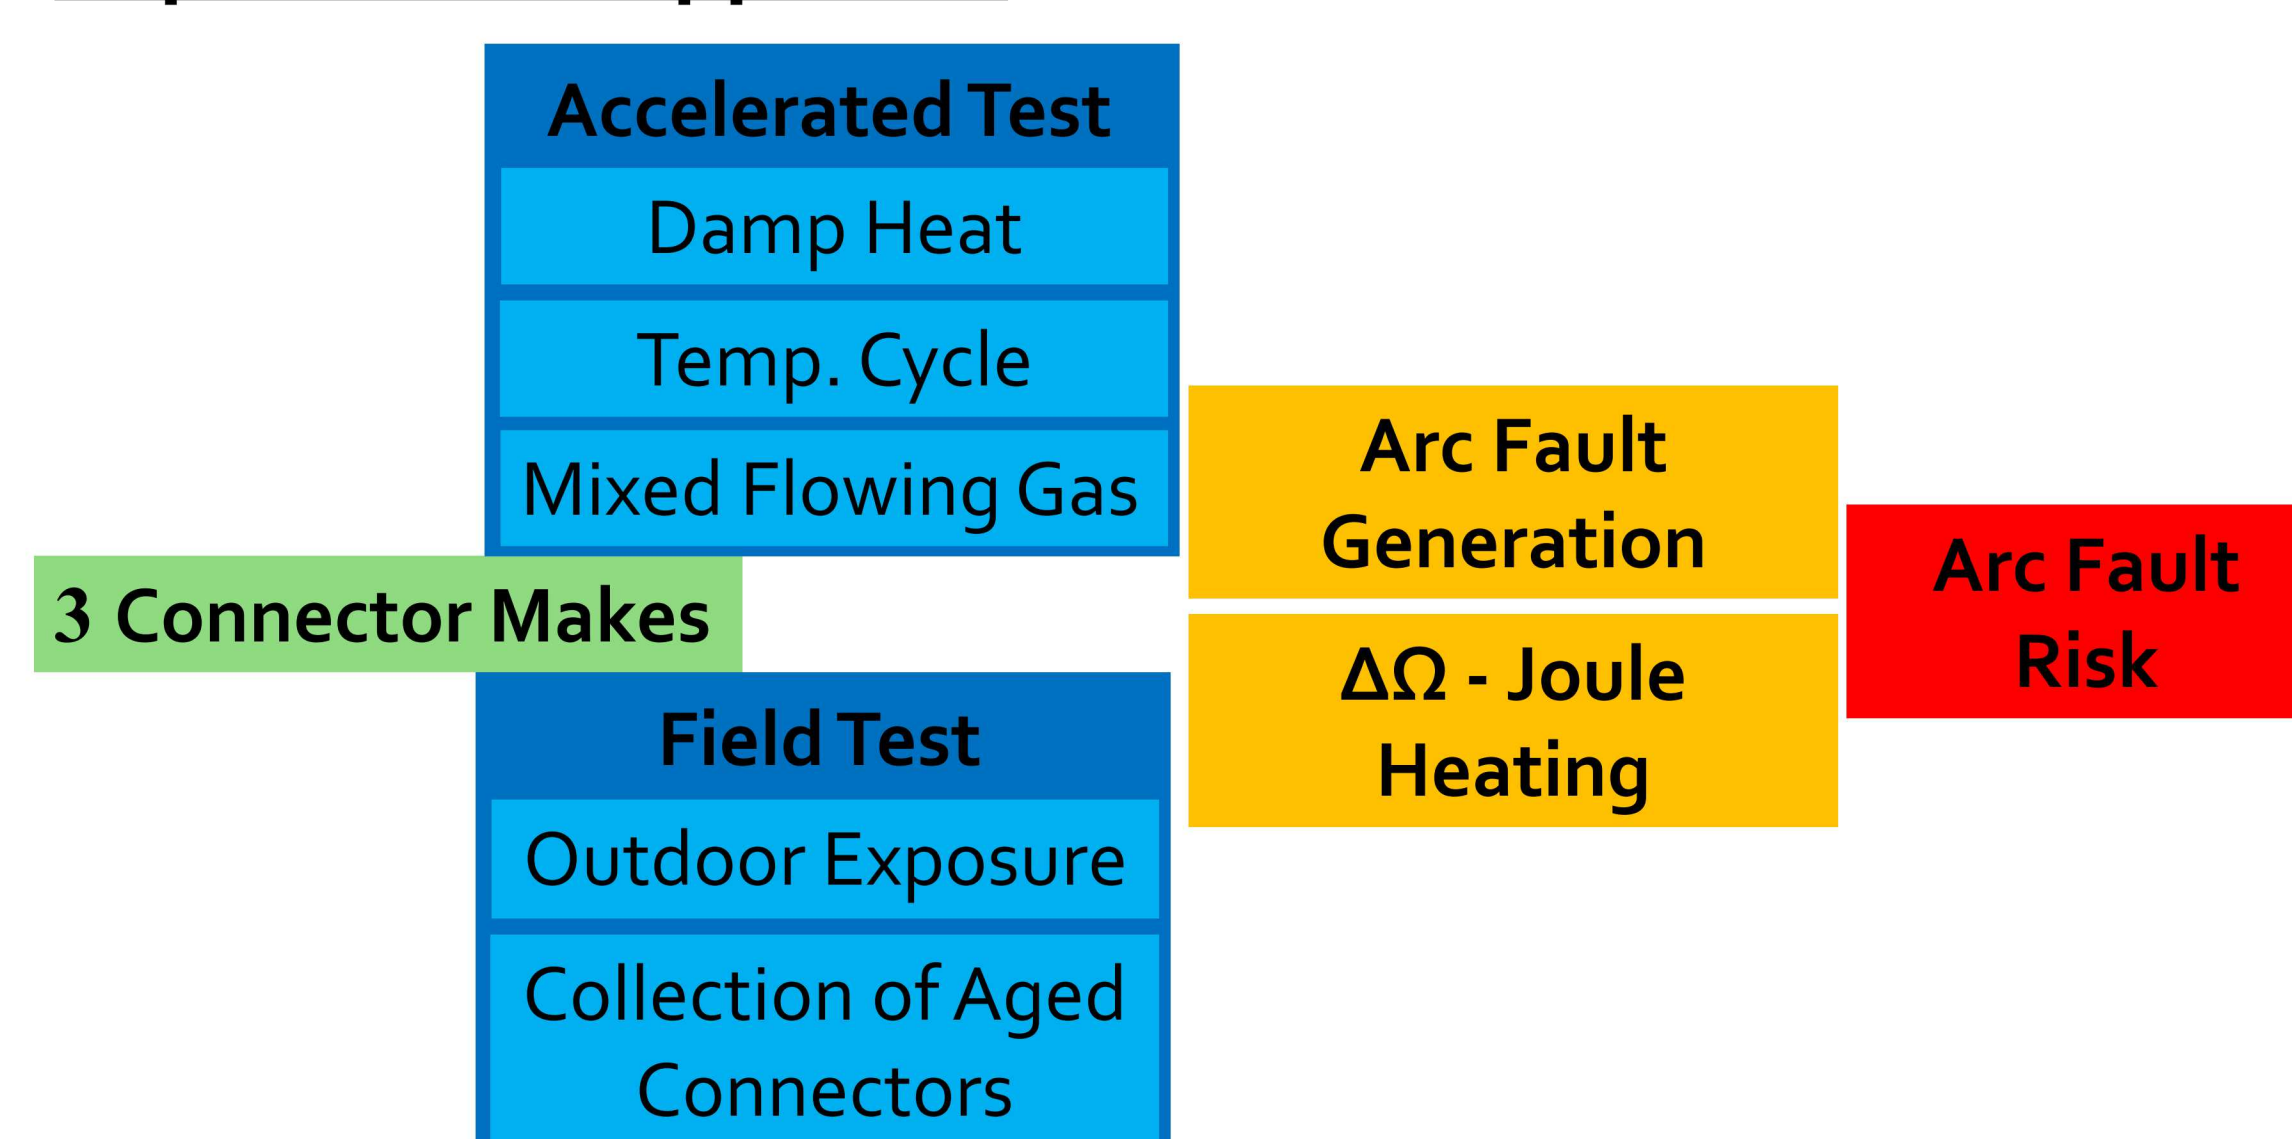 Accelerated Test
Damp Heat
Temp. Cycle
Mixed Flowing Gas
3 Connector Makes
Field Test
Outdoor Exposure
Collection of Aged
Connectors
Arc Fault
Generation
ΔΩ - Joule
Heating
Arc Fault
Risk